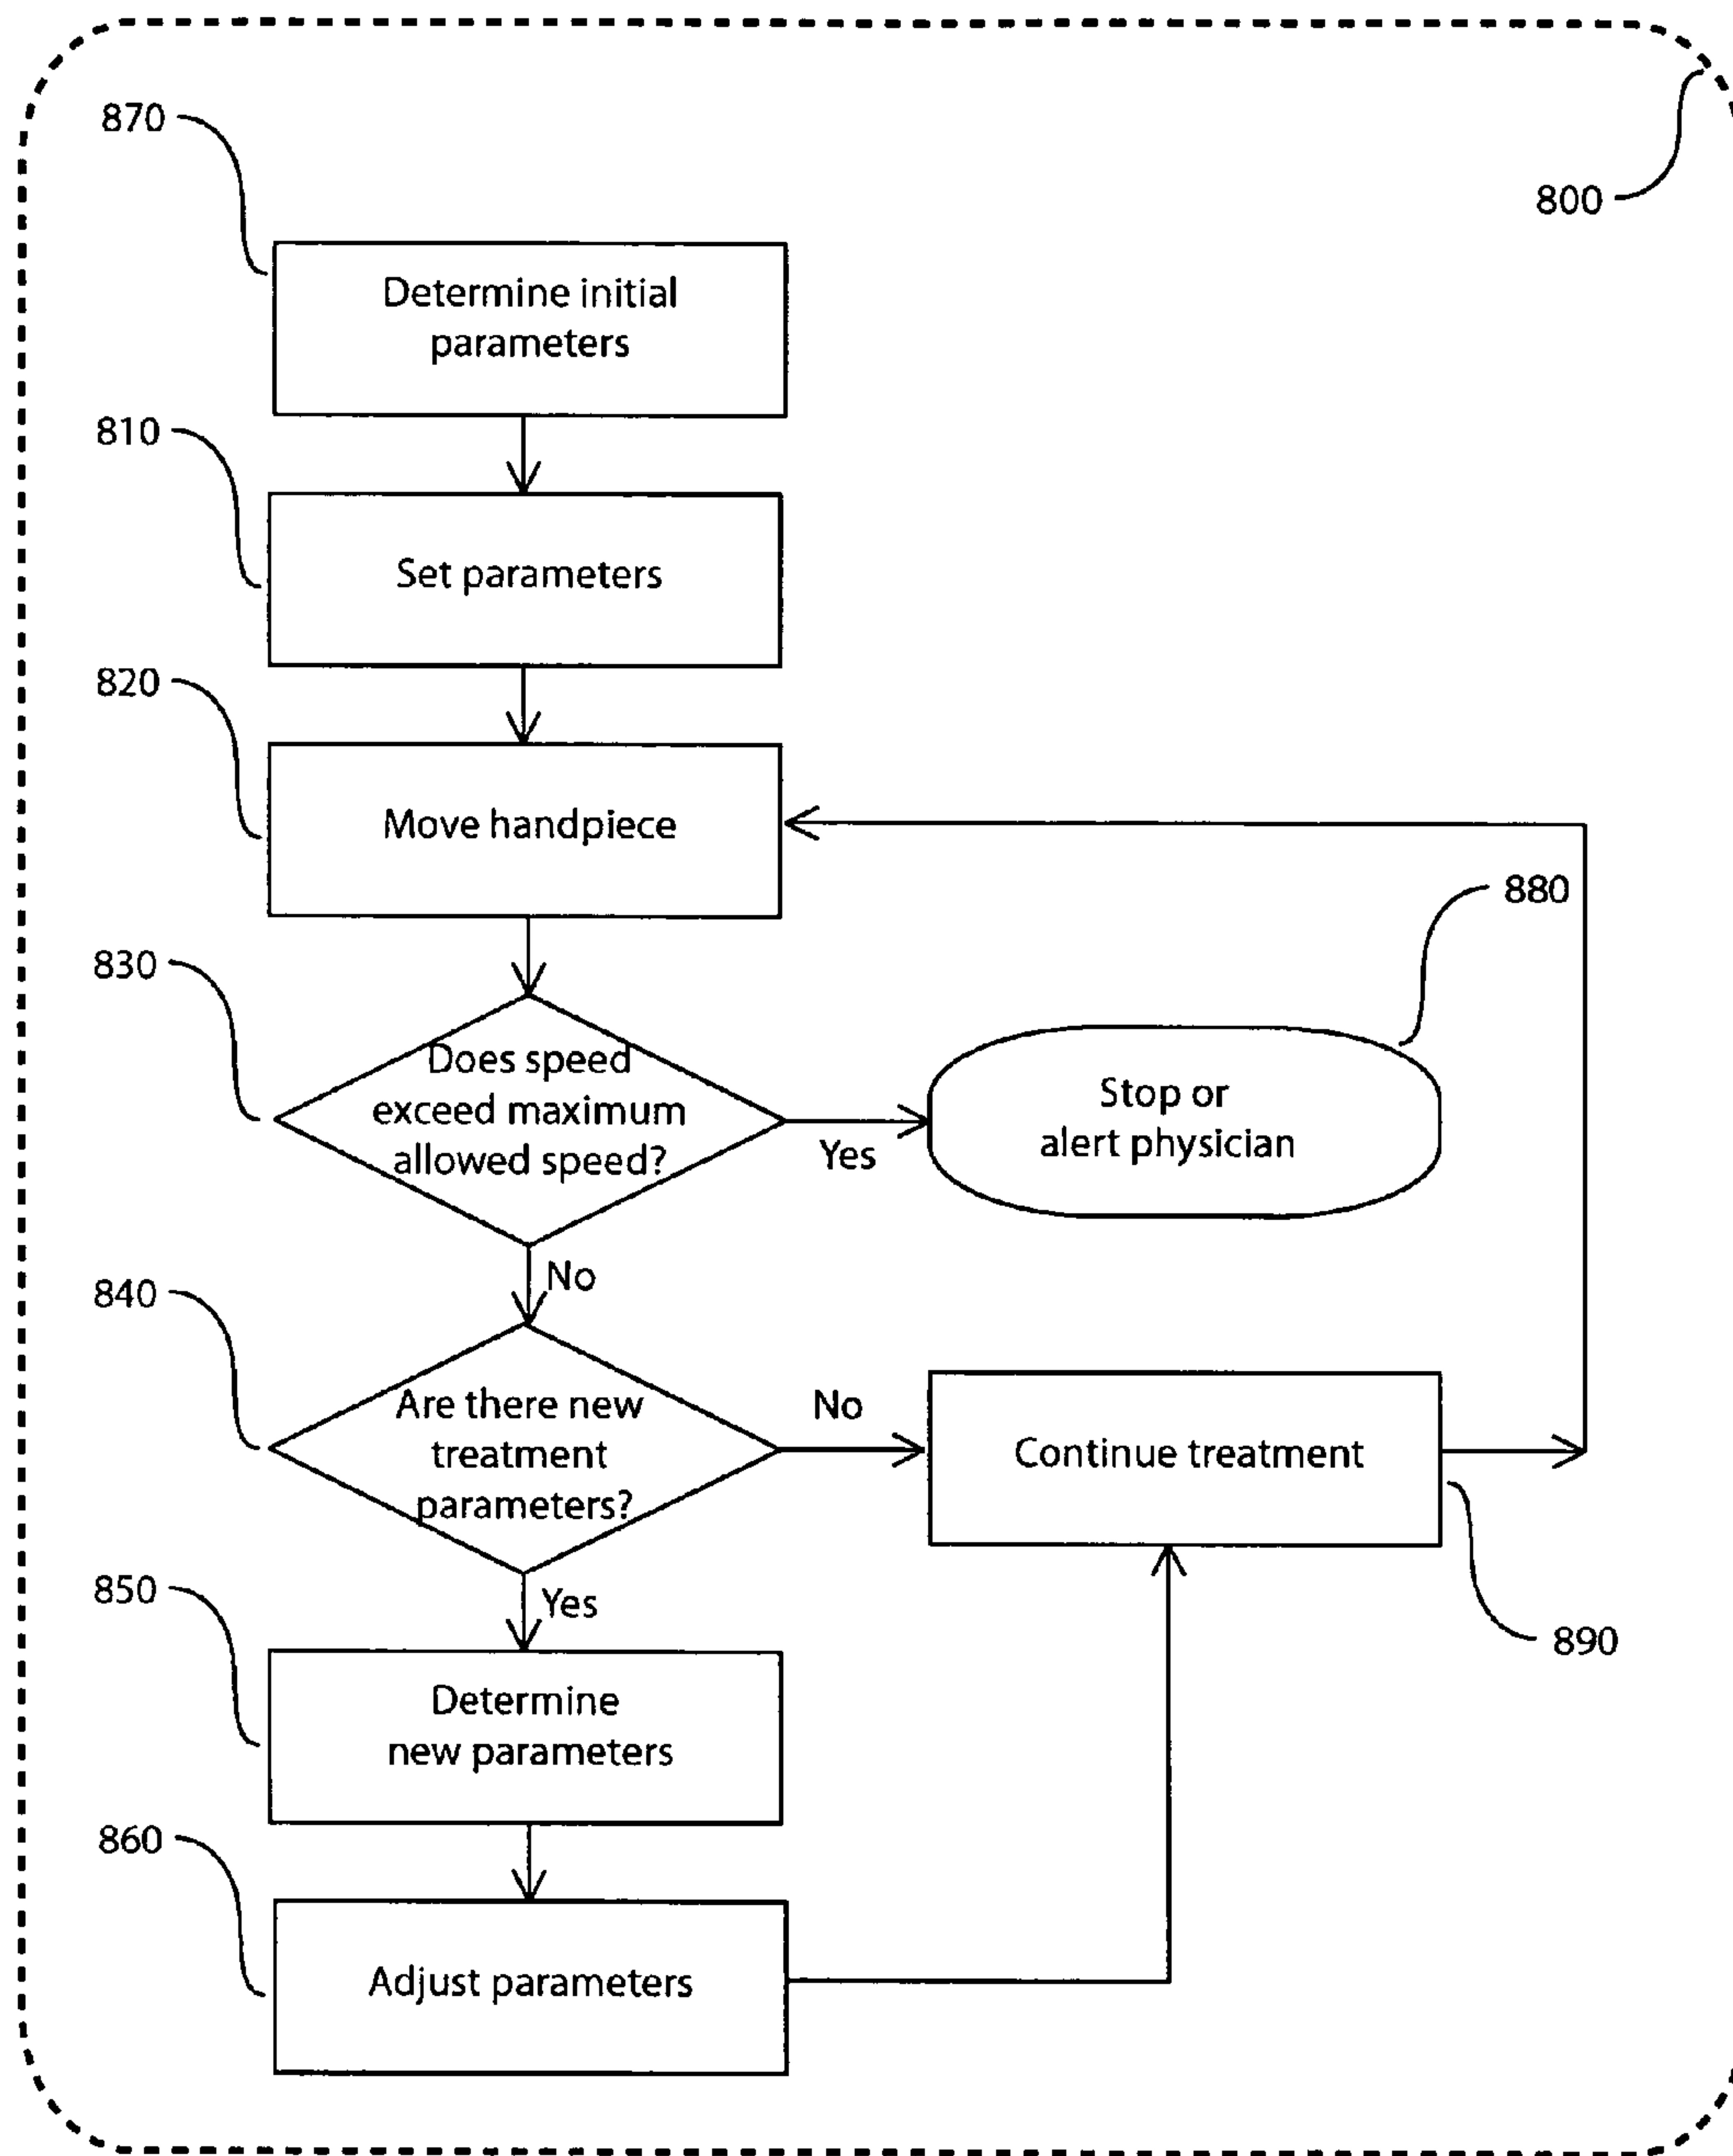 870
800
Determine initial
parameters
810
Set parameters
820
Move handpiece
880
830
Does speed
exceed maximum
allowed speed?
Yes
Stop or
alert physician
No
840
Are there new
treatment
parameters?
No
Continue treatment
850
Yes
890
Determine
new parameters
860
Adjust parameters